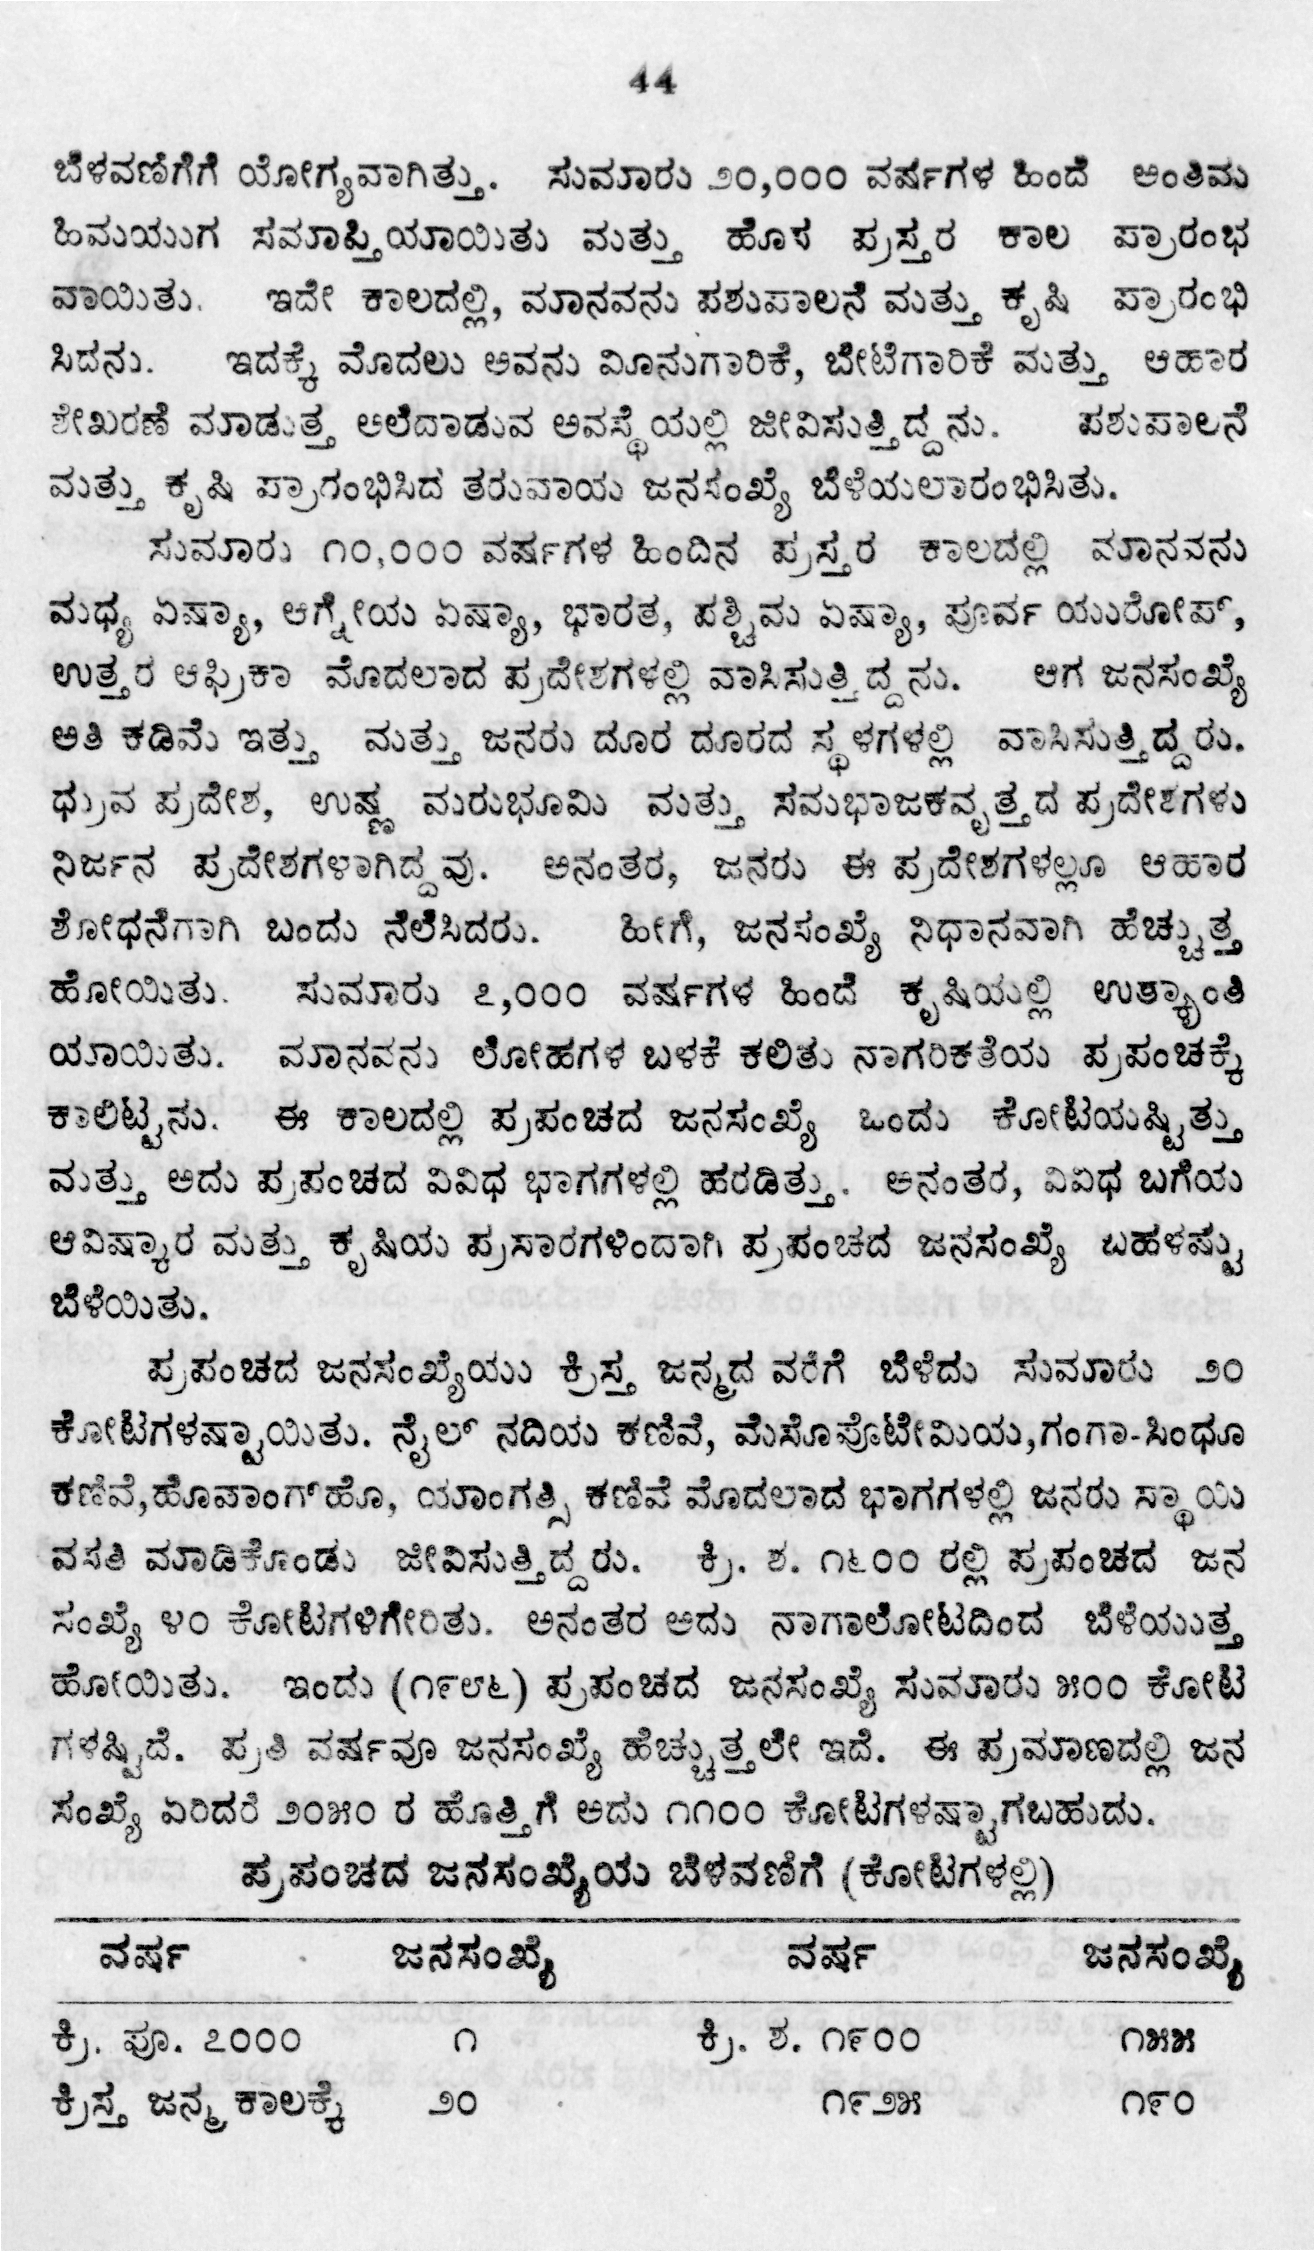 44
ಬೆಳವಣಿಗೆಗೆ ಯೋಗ್ಯವಾಗಿತ್ತು. ಸುಮಾರು ೨೦,೦೦೦ ವರ್ಷಗಳ ಹಿಂದೆ ಅಂತಿಮ
ಹಿಮಯುಗ ಸಮಾಪ್ತಿಯಾಯಿತು ಮತ್ತು ಹೊಸ ಪ್ರಸ್ತರ ಕಾಲ ಪ್ರಾರಂಭ
ವಾಯಿತು. ಇದೇ ಕಾಲದಲ್ಲಿ, ಮಾನವನು ಪಶುಪಾಲನೆ ಮತ್ತು ಕೃಷಿ ಪ್ರಾರಂಭಿ
ಸಿದನು. ಇದಕ್ಕೆ ಮೊದಲು ಅವನು ಮೀನುಗಾರಿಕೆ, ಬೇಟೆಗಾರಿಕೆ ಮತ್ತು ಆಹಾರ
ಶೇಖರಣೆ ಮಾಡುತ್ತ ಅಲೆದಾಡುವ ಅವಸ್ಥೆಯಲ್ಲಿ ಜೀವಿಸುತ್ತಿದ್ದನು. ಪಶುಪಾಲನೆ
ಮತ್ತು ಕೃಷಿ ಪ್ರಾರಂಭಿಸಿದ ತರುವಾಯ ಜನಸಂಖ್ಯೆ ಬೆಳೆಯಲಾರಂಭಿಸಿತು.
ಸುಮಾರು ೧೦,೦೦೦ ವರ್ಷಗಳ ಹಿಂದಿನ ಪ್ರಸ್ತರ ಕಾಲದಲ್ಲಿ ಮಾನವನು
ಮಧ್ಯ ಏಷ್ಯಾ, ಆಗ್ನೇಯ ಏಷ್ಯಾ, ಭಾರತ, ಪಶ್ಚಿಮ ಏಷ್ಯಾ, ಪೂರ್ವ ಯುರೋಪ್,
ಉತ್ತರ ಆಫ್ರಿಕಾ ಮೊದಲಾದ ಪ್ರದೇಶಗಳಲ್ಲಿ ವಾಸಿಸುತ್ತಿದ್ದನು. ಆಗ ಜನಸಂಖ್ಯೆ
ಅತಿ ಕಡಿಮೆ ಇತ್ತು ಮತ್ತು ಜನರು ದೂರ ದೂರದ ಸ್ಥಳಗಳಲ್ಲಿ ವಾಸಿಸುತ್ತಿದ್ದರು.
ಧ್ರುವ ಪ್ರದೇಶ, ಉಷ್ಣ ಮರುಭೂಮಿ ಮತ್ತು ಸಮಭಾಜಕವೃತ್ತದ ಪ್ರದೇಶಗಳು
ನಿರ್ಜನ ಪ್ರದೇಶಗಳಾಗಿದ್ದವು. ಅನಂತರ, ಜನರು ಈ ಪ್ರದೇಶಗಳಲ್ಲೂ ಆಹಾರ
ಶೋಧನೆಗಾಗಿ ಬಂದು ನೆಲೆಸಿದರು. ಹೀಗೆ, ಜನಸಂಖ್ಯೆ ನಿಧಾನವಾಗಿ ಹೆಚ್ಚುತ್ತ
ಹೋಯಿತು. ಸುಮಾರು ೭,೦೦೦ ವರ್ಷಗಳ ಹಿಂದೆ ಕೃಷಿಯಲ್ಲಿ ಉತ್ಕ್ರಾಂತಿ
ಯಾಯಿತು. ಮಾನವನು ಲೋಹಗಳ ಬಳಕೆ ಕಲಿತು ನಾಗರಿಕತೆಯ ಪ್ರಪಂಚಕ್ಕೆ
ಕಾಲಿಟ್ಟನು. ಈ ಕಾಲದಲ್ಲಿ ಪ್ರಪಂಚದ ಜನಸಂಖ್ಯೆ ಒಂದು ಕೋಟಿಯಷ್ಟಿತ್ತು
ಮತ್ತು ಅದು ಪ್ರಪಂಚದ ವಿವಿಧ ಭಾಗಗಳಲ್ಲಿ ಹರಡಿತ್ತು. ಅನಂತರ, ವಿವಿಧ ಬಗೆಯ
ಆವಿಷ್ಕಾರ ಮತ್ತು ಕೃಷಿಯ ಪ್ರಸಾರಗಳಿಂದಾಗಿ ಪ್ರಪಂಚದ ಜನಸಂಖ್ಯೆ ಬಹಳಷ್ಟು
ಬೆಳೆಯಿತು.
ಪ್ರಪಂಚದ ಜನಸಂಖ್ಯೆಯು ಕ್ರಿಸ್ತ ಜನ್ಮದ ವರೆಗೆ ಬೆಳೆದು ಸುಮಾರು ೨೦
ಕೋಟಿಗಳಷ್ಟಾಯಿತು. ನೈಲ್ ನದಿಯ ಕಣಿವೆ, ಮೆಸೊಪೊಟೇಮಿಯ,ಗಂಗಾ-ಸಿಂಧೂ
ಕಣಿವೆ,ಹೊವಾಂಗ್‌ಹೊ, ಯಾಂಗತ್ಸಿ ಕಣಿವೆ ಮೊದಲಾದ ಭಾಗಗಳಲ್ಲಿ ಜನರು ಸ್ಥಾಯಿ
ವಸತಿ ಮಾಡಿಕೊಂಡು ಜೀವಿಸುತ್ತಿದ್ದರು. ಕ್ರಿ. ಶ. ೧೬೦೦ ರಲ್ಲಿ ಪ್ರಪಂಚದ ಜನ
ಸಂಖ್ಯೆ ೪೦ ಕೋಟಿಗಳಿಗೇರಿತು. ಅನಂತರ ಅದು ನಾಗಾಲೋಟದಿಂದ ಬೆಳೆಯುತ್ತ
ಹೋಯಿತು. ಇಂದು (೧೯೮೬) ಪ್ರಪಂಚದ ಜನಸಂಖ್ಯೆ ಸುಮಾರು ೫೦೦ ಕೋಟಿ
ಗಳಷ್ಟಿದೆ. ಪ್ರತಿ ವರ್ಷವೂ ಜನಸಂಖ್ಯೆ ಹೆಚ್ಚುತ್ತಲೇ ಇದೆ. ಈ ಪ್ರಮಾಣದಲ್ಲಿ ಜನ
ಸಂಖ್ಯೆ ಏರಿದರೆ ೨೦೫೦ ರ ಹೊತ್ತಿಗೆ ಅದು ೧೧೦೦ ಕೋಟಿಗಳಷ್ಟಾಗಬಹುದು.
ಪ್ರಪಂಚದ ಜನಸಂಖ್ಯೆಯ ಬೆಳವಣಿಗೆ (ಕೋಟಿಗಳಲ್ಲಿ)
ವರ್ಷ ಜನಸಂಖ್ಯೆ ವರ್ಷ ಜನಸಂಖ್ಯೆ
ಕ್ರಿ. ಪೂ. ೭೦೦೦ ೧ ಕ್ರಿ. ಶ. ೧೯೦೦ ೧೫೫
ಕ್ರಿಸ್ತ ಜನ್ಮ ಕಾಲಕ್ಕೆ ೨೦ ೧೯೨೫ ೧೯೦